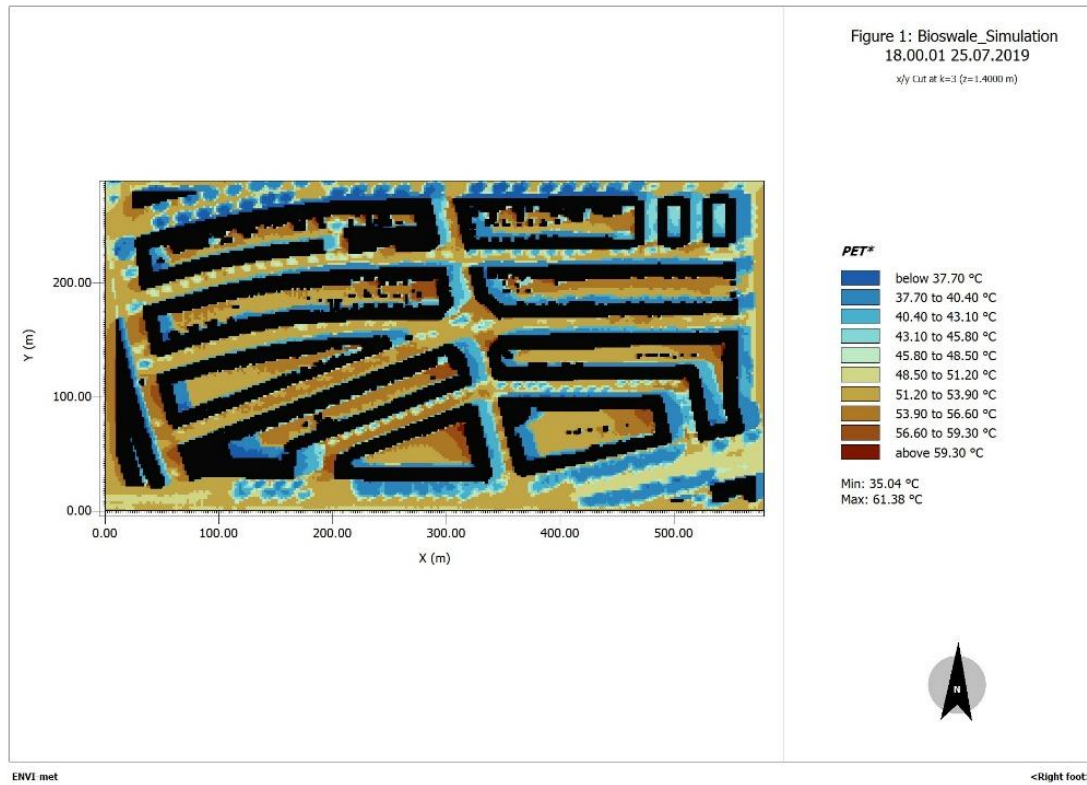 Figure 1: Bioswale_Simulation
18.00.01 25.07.2019
x/y Cut at k=3 (z=1.4000 m)
200.00
100.00
0.00
Y (m)
0.00 100.00 200.00 300.00 400.00 500.00
X (m)
PET*
below 37.70 °C
37.70 to 40.40 °C
40.40 to 43.10 °C
43.10 to 45.80 °C
45.80 to 48.50 °C
48.50 to 51.20 °C
51.20 to 53.90 °C
53.90 to 56.60 °C
56.60 to 59.30 °C
above 59.30 °C
Min: 35.04 °C
Max: 61.38 °C
N
ENVI met
<Right foot